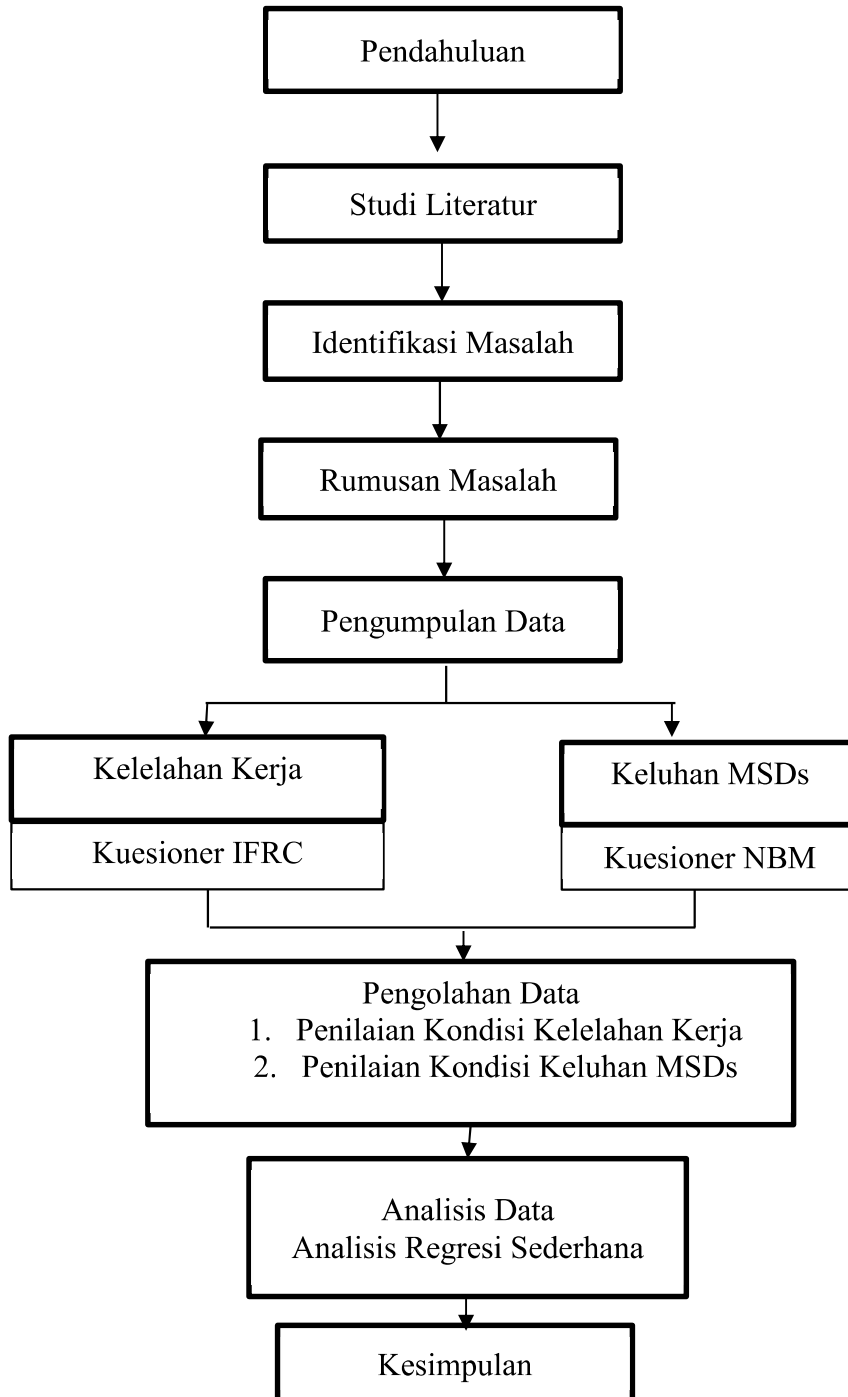 Pendahuluan
Studi Literatur
Identifikasi Masalah
Rumusan Masalah
Pengumpulan Data
Kelelahan Kerja
Kuesioner IFRC
Keluhan MSDs
Kuesioner NBM
Pengolahan Data
1. Penilaian Kondisi Kelelahan Kerja
2. Penilaian Kondisi Keluhan MSDs
Analisis Data
Analisis Regresi Sederhana
Kesimpulan